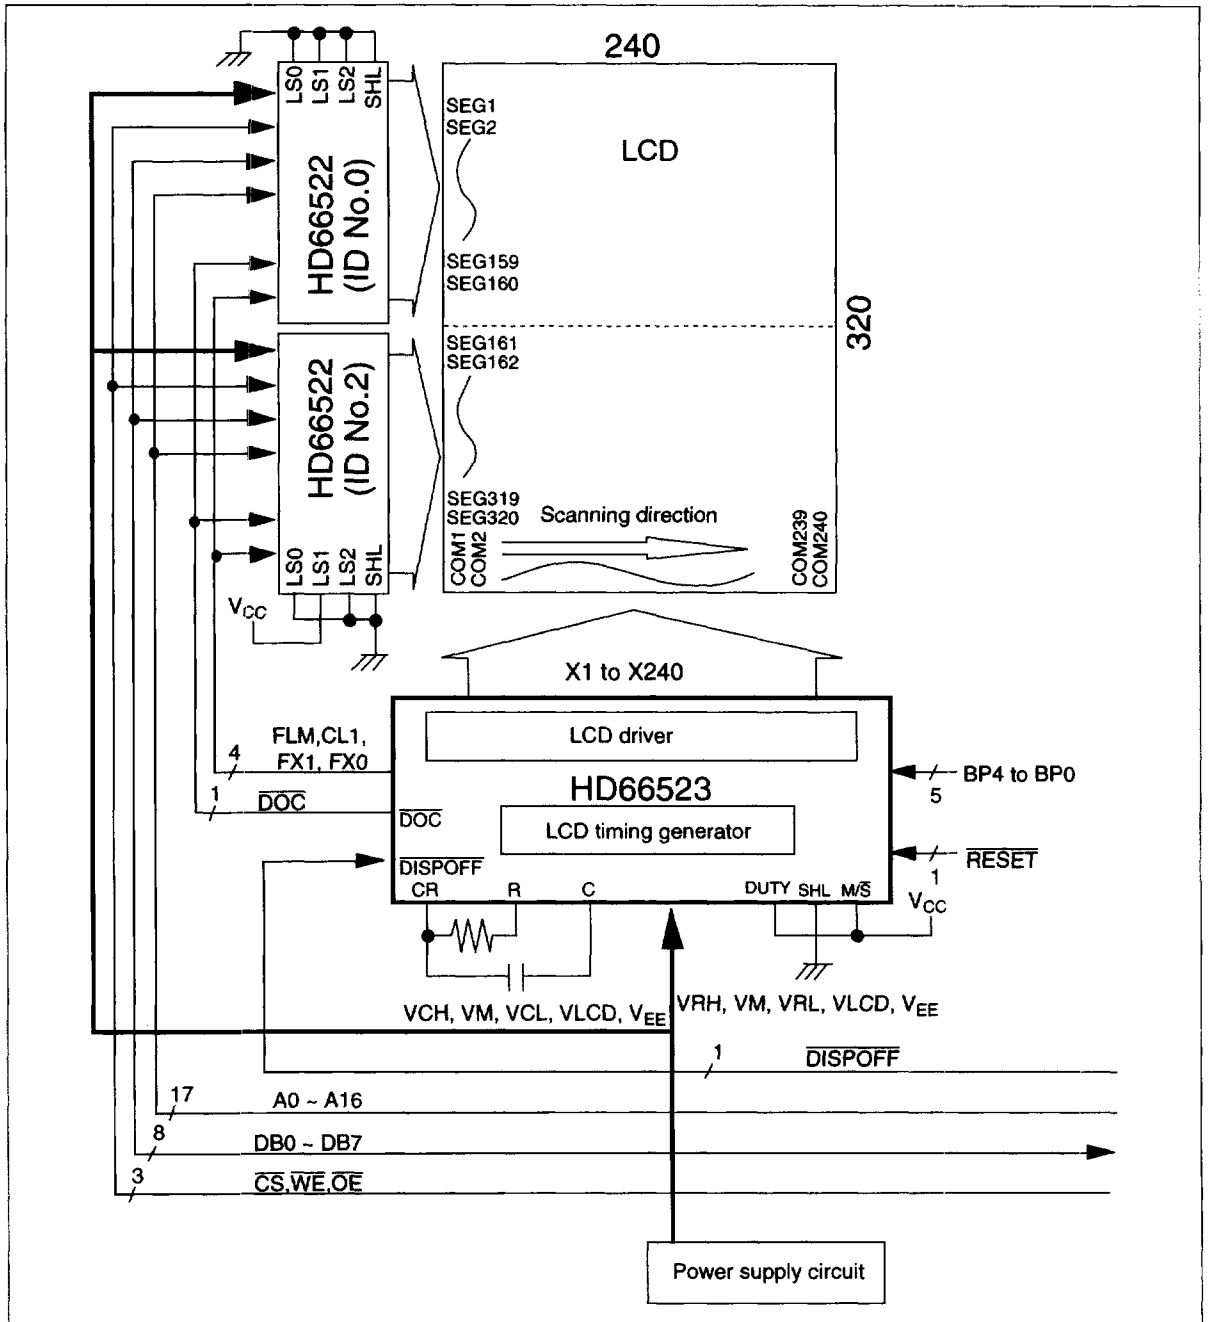 240
LS0
LS1
LS2
SHL
HD66522
(ID No.0)
SEG1
SEG2
LCD
SEG159
SEG160
320
HD66522
(ID No.2)
SEG161
SEG162
SEG319
SEG320
Scanning direction
COM1
COM2
COM239
COM240
LS0
LS1
LS2
SHL
VCC
X1 to X240
LCD driver
FLM,CL1,
FX1, FX0
4
HD66523
BP4 to BP0
5
1
DOC
DOC
LCD timing generator
RESET
1
DISPOFF
CR
R
C
DUTY
SHL
M/S
VCC
VCH, VM, VCL, VLCD, VEE
VRH, VM, VRL, VLCD, VEE
1
DISPOFF
17
A0 ~ A16
8
DB0 ~ DB7
3
CS,WE,OE
Power supply circuit